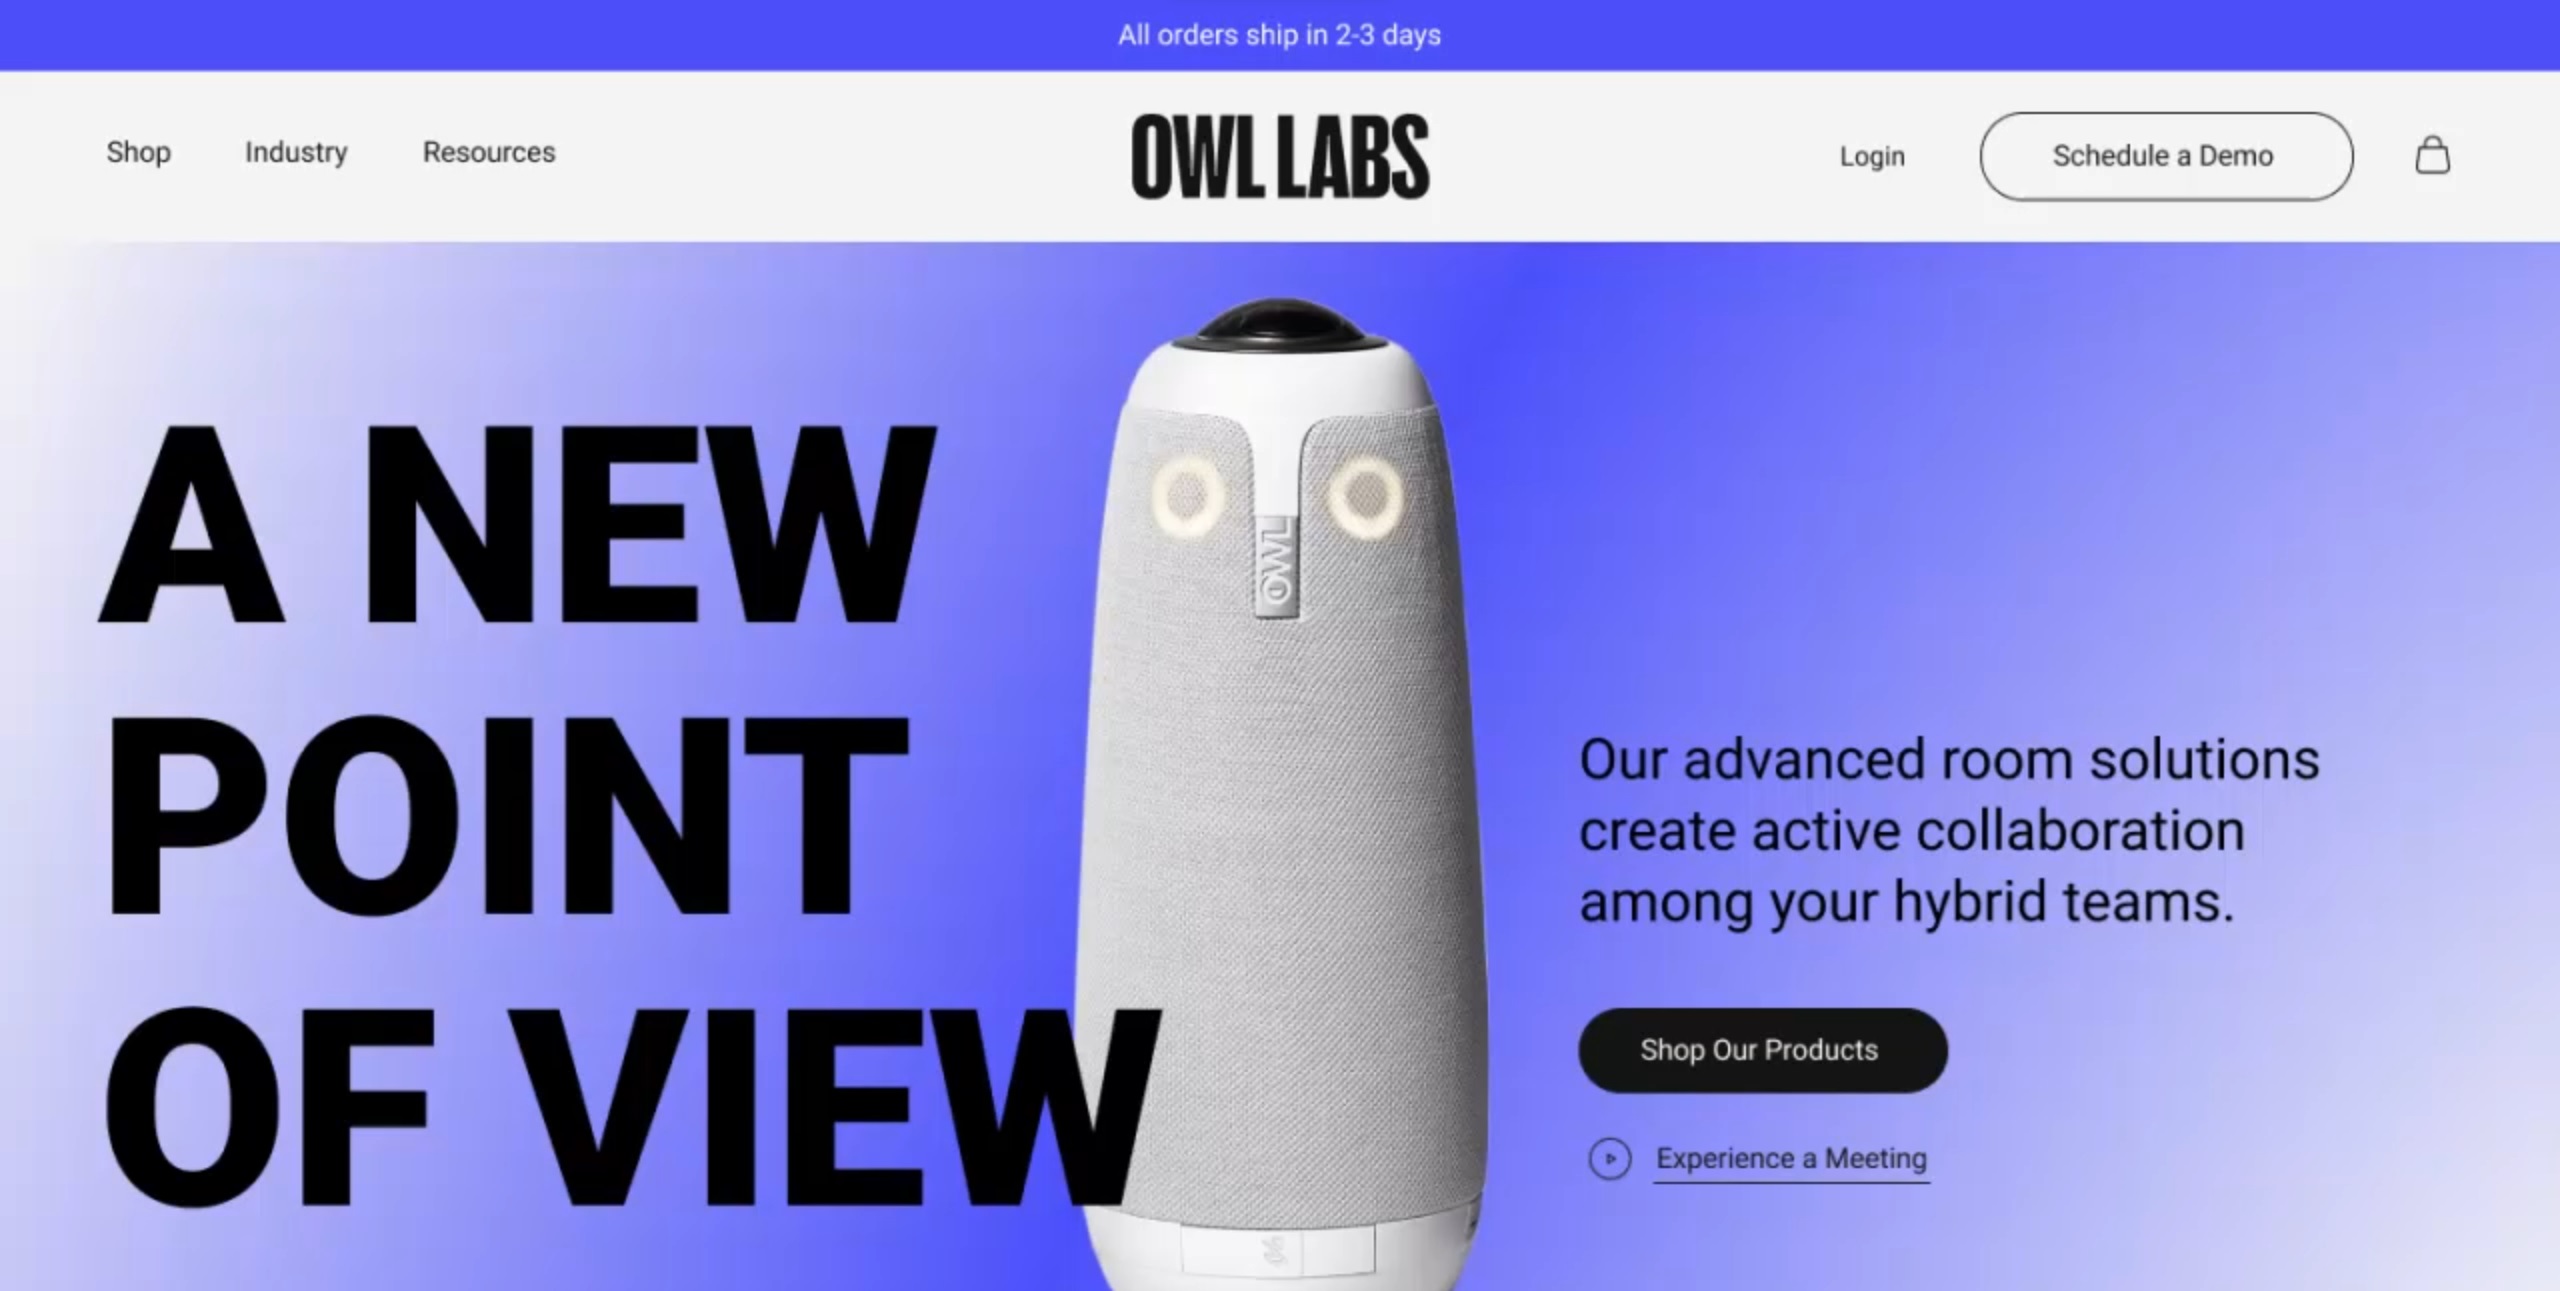 All orders ship in 2-3 days
Shop Industry Resources
OWL LABS
Login Schedule a Demo
A NEW
POINT
OF VIEW
OWL
Our advanced room solutions
create active collaboration
among your hybrid teams.
Shop Our Products
Experience a Meeting